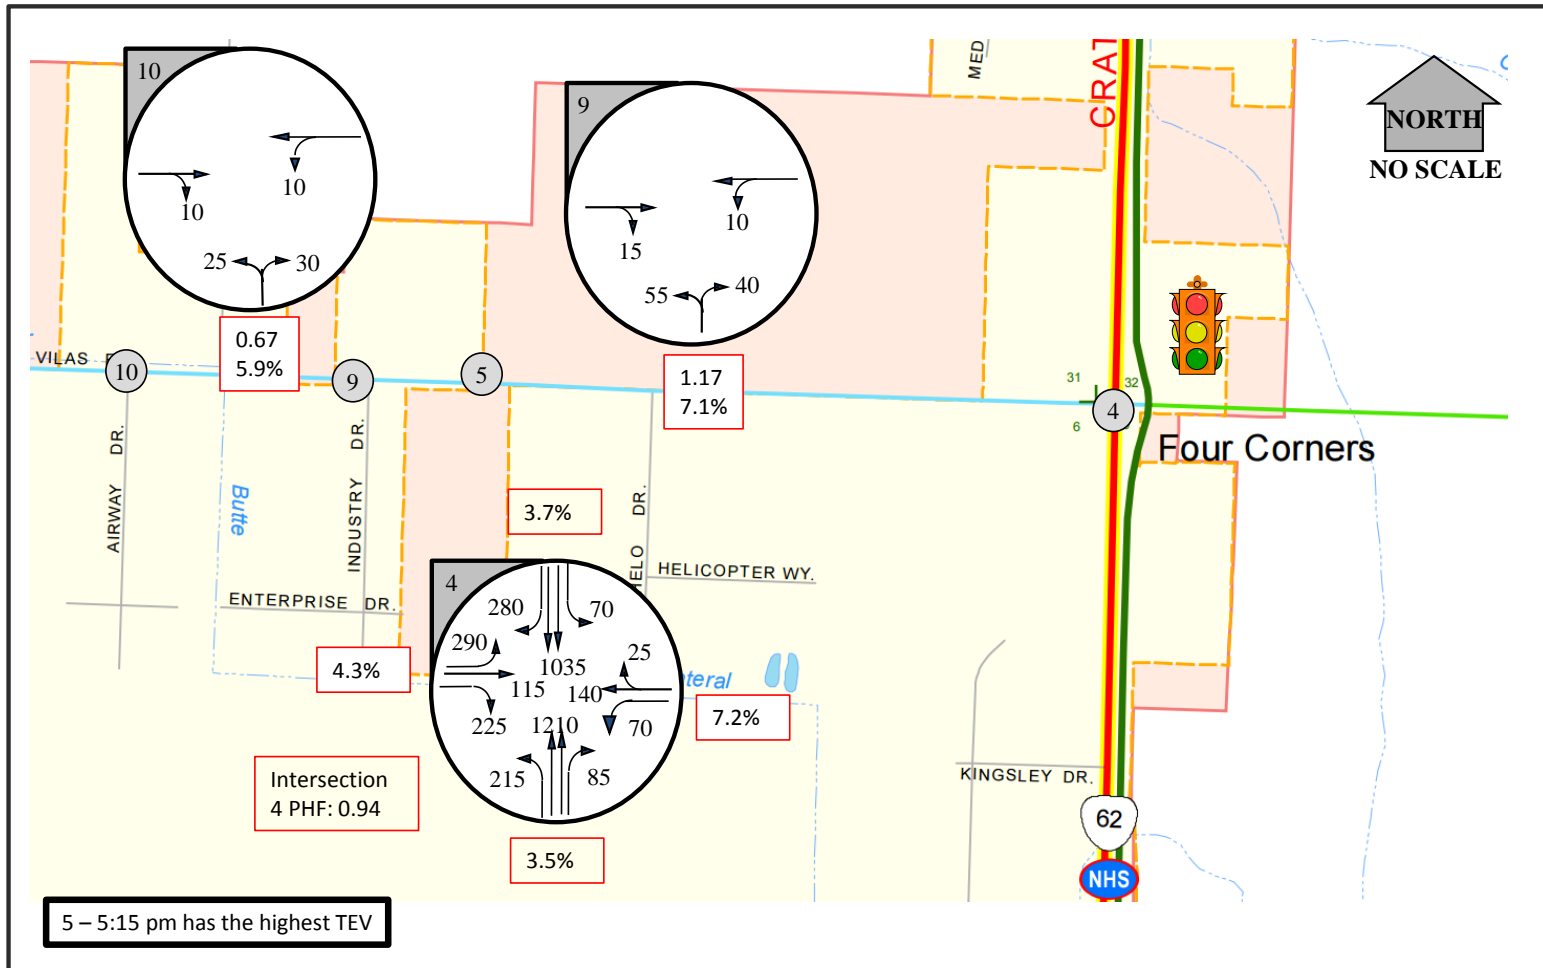 10
10
10
25
30
0.67
5.9%
9
10
15
55
40
1.17
7.1%
MED
CRAT
NORTH
NO SCALE
VILAS
10
9
5
31
32
6
4
Four Corners
AIRWAY DR.
Butte
INDUSTRY DR.
ENTERPRISE DR.
3.7%
ELO DR.
HELICOPTER WY.
4
280
70
290
1035
25
115
140
225
1210
70
215
85
4.3%
teral
7.2%
Intersection
4 PHF: 0.94
3.5%
KINGSLEY DR.
62
NHS
5 – 5:15 pm has the highest TEV